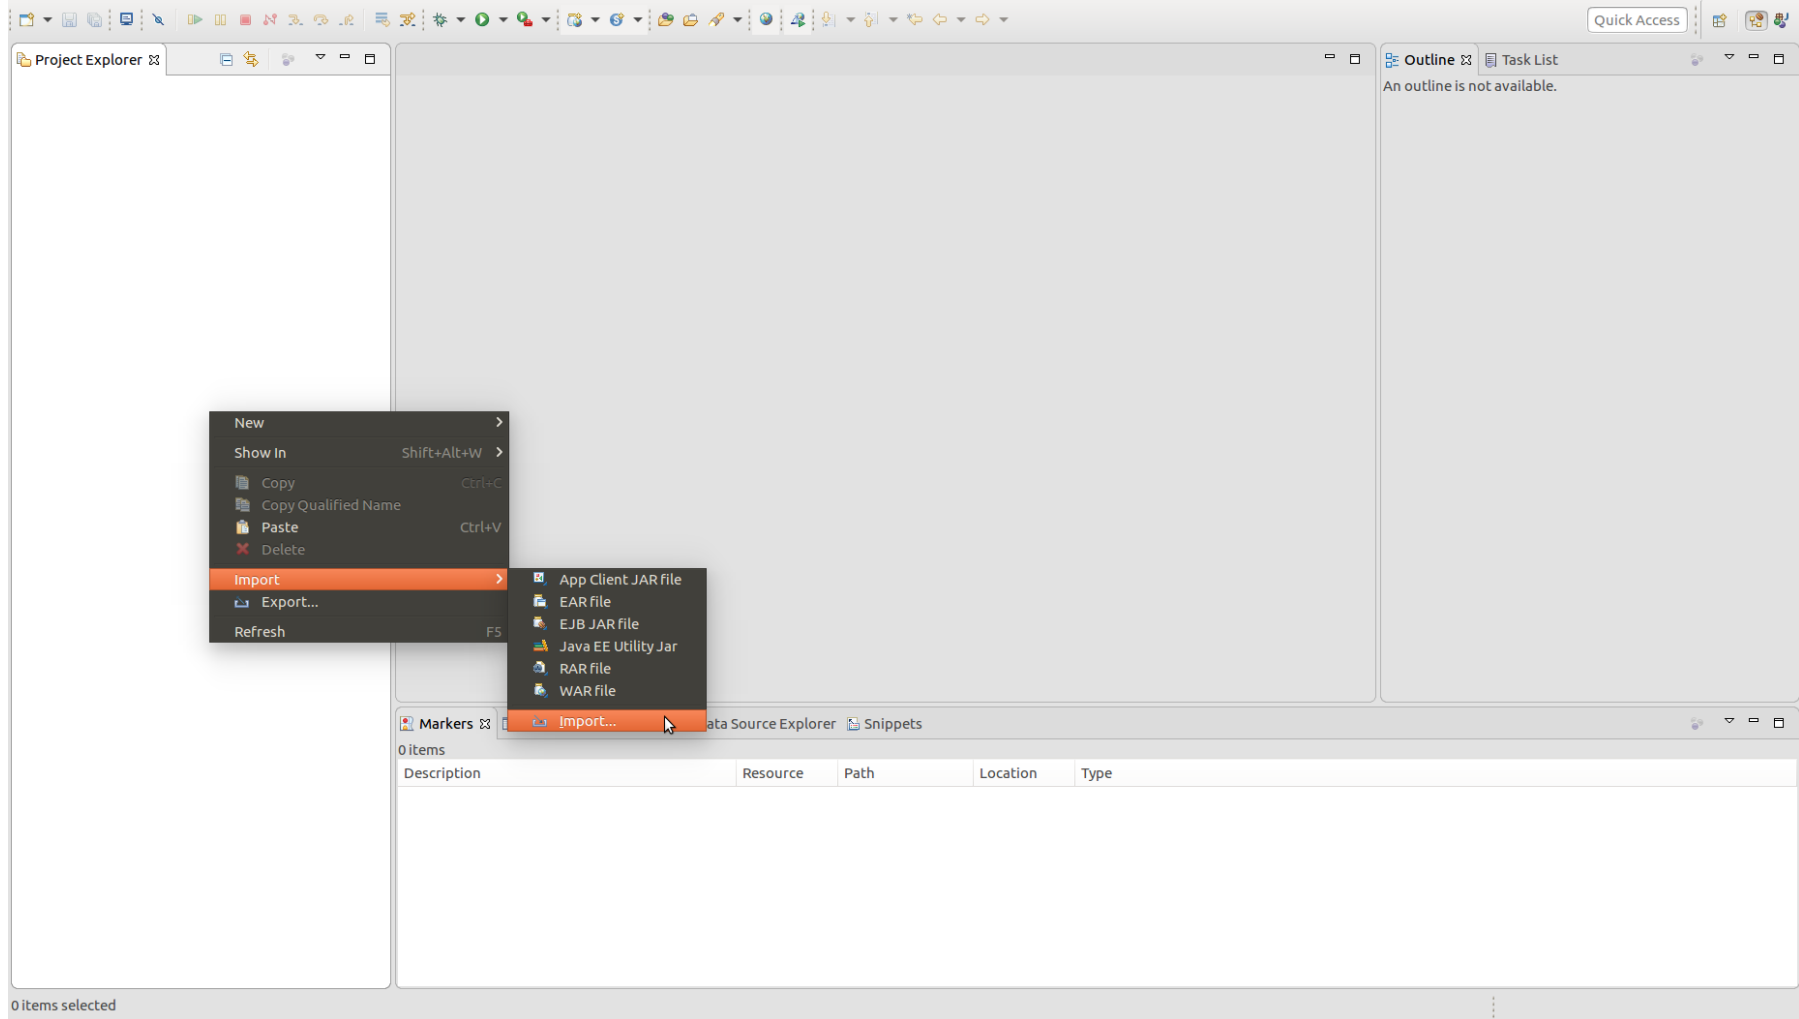 Quick Access
Project Explorer
Outline
Task List
An outline is not available.
New
Show In Shift+Alt+W
Copy Ctrl+C
Copy Qualified Name
Paste Ctrl+V
Delete
Import
Export...
Refresh F5
App Client JAR file
EAR file
EJB JAR file
Java EE Utility Jar
RAR file
WAR file
Import...
Markers
ata Source Explorer
Snippets
0 items
Description Resource Path Location Type
0 items selected